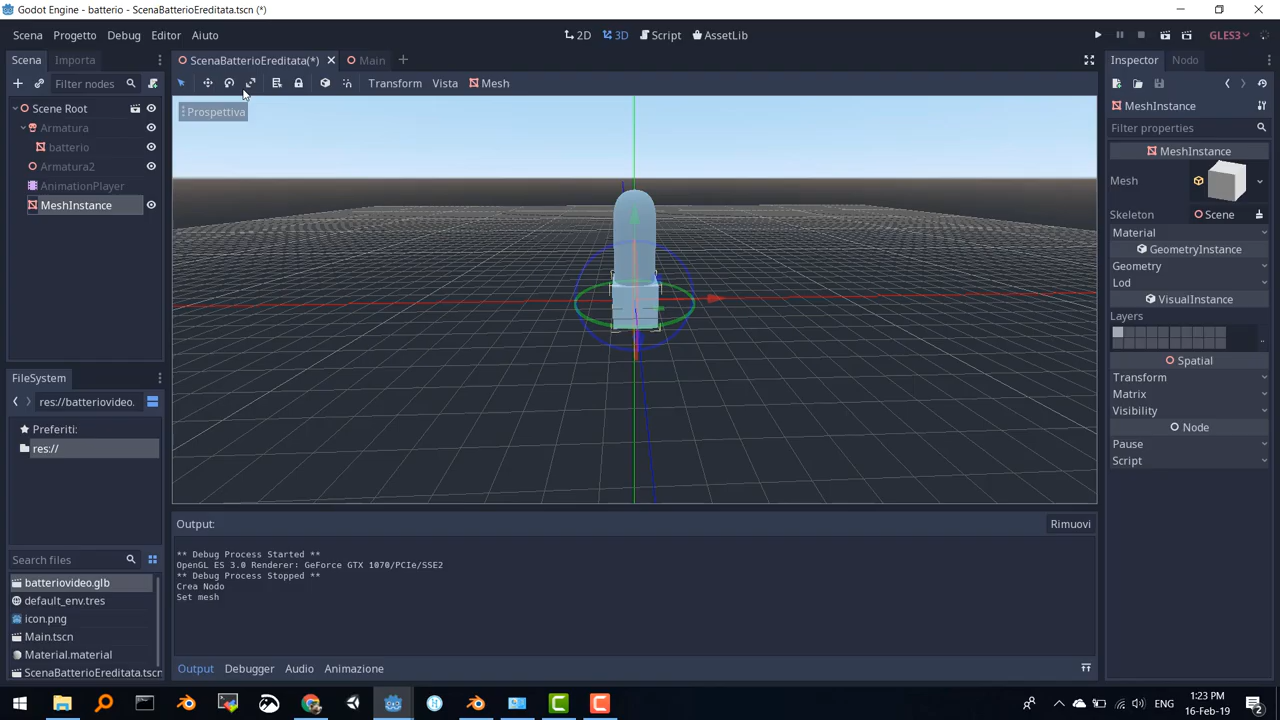 Godot Engine - batterio - ScenaBatterioEreditata.tscn (*)
Scena Progetto Debug Editor Aiuto
2D 3D Script AssetLib
GLES3
Scena Importa
ScenaBatterioEreditata(*) Main
Inspector Nodo
Filter nodes
Transform Vista Mesh
Scene Root
Armatura
batterio
Armatura2
AnimationPlayer
MeshInstance
Prospettiva
MeshInstance
Filter properties
MeshInstance
Mesh
Skeleton Scene
Material
GeometryInstance
Geometry
Lod
VisualInstance
Layers
..
Spatial
Transform
Matrix
Visibility
Node
Pause
Script
FileSystem
res://batteriovideo.
Preferiti:
res://
Search files
batteriovideo.glb
default_env.tres
icon.png
Main.tscn
Material.material
ScenaBatterioEreditata.tscn
Output:
Rimuovi
** Debug Process Started **
OpenGL ES 3.0 Renderer: GeForce GTX 1070/PCIe/SSE2
** Debug Process Stopped **
Crea Nodo
Set mesh
Output Debugger Audio Animazione
ENG
1:23 PM
16-Feb-19
2